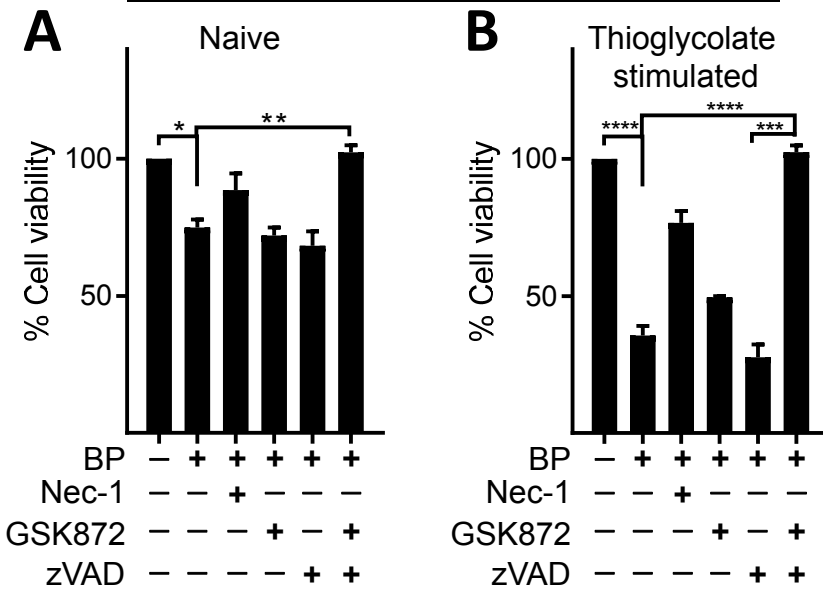 A
Naive
% Cell viability
100
50
*
**
BP − + + + + +
Nec-1 − − + − − −
GSK872 − − − + − +
zVAD − − − − + +
B
Thioglycolate
stimulated
% Cell viability
100
50
****
****
***
BP − + + + + +
Nec-1 − − + − − −
GSK872 − − − + − +
zVAD − − − − + +